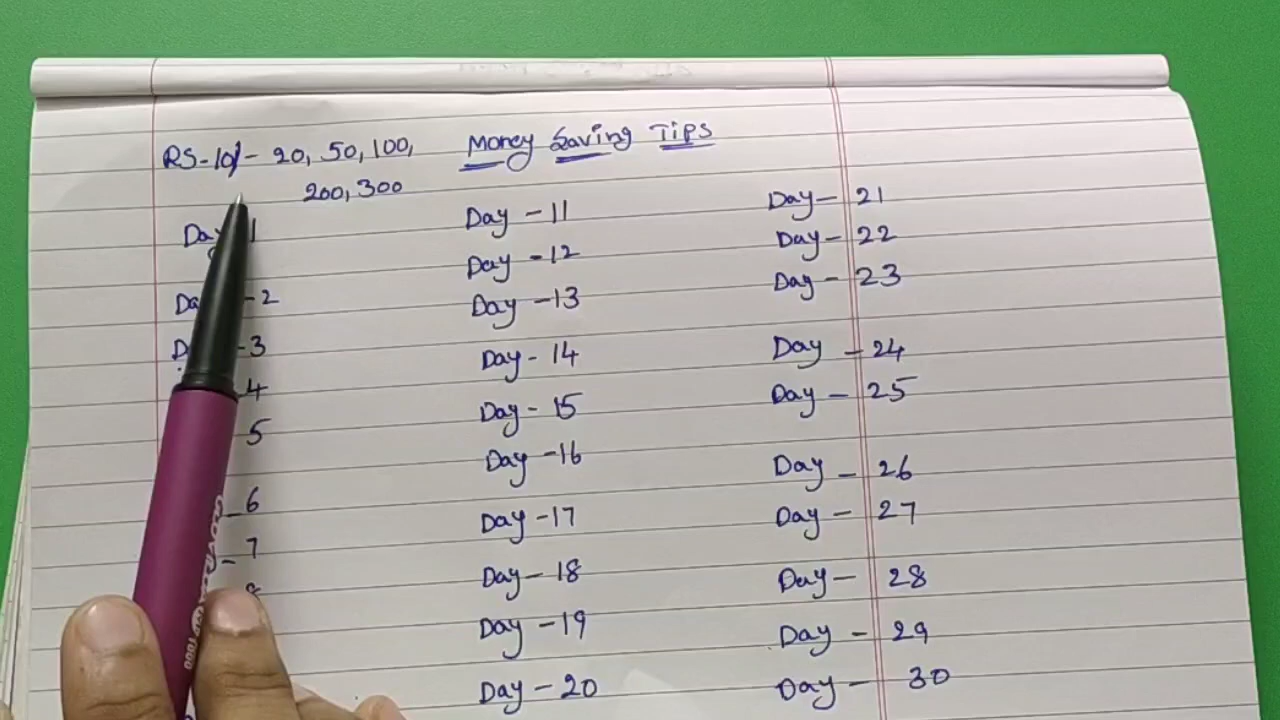 RS-10/- 20, 50, 100,
200, 300
Money Saving Tips
1
- 2
- 3
4
5
- 6
- 7
Day - 11
Day - 12
Day - 13
Day - 14
Day - 15
Day - 16
Day - 17
Day - 18
Day - 19
Day - 20
Day - 21
Day - 22
Day - 23
Day - 24
Day - 25
Day - 26
Day - 27
Day - 28
Day - 29
Day - 30